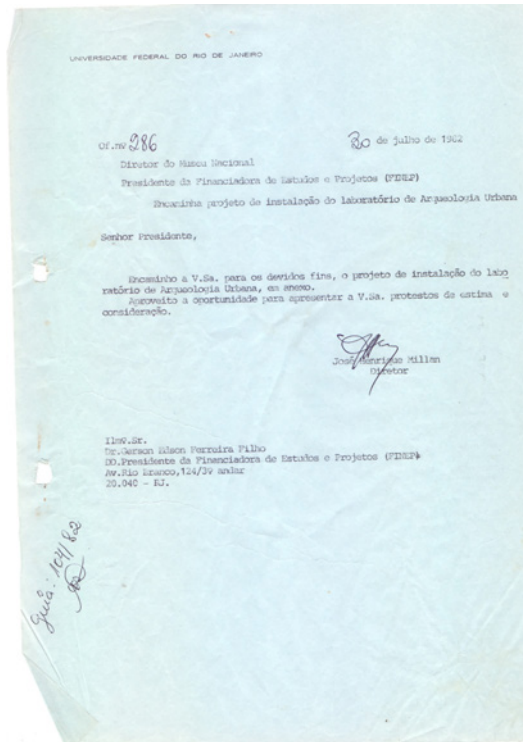 UNIVERSIDADE FEDERAL DO RIO DE JANEIRO
Of.nº 286 30 de julho de 1982
Diretor do Museu Nacional
Presidente da Financiadora de Estudos e Projetos (FINEP)
Encaminha projeto de instalação do laboratório de Arqueologia Urbana
Senhor Presidente,
Encaminho a V.Sa. para os devidos fins, o projeto de instalação do labo
ratório de Arqueologia Urbana, em anexo.
Aproveito a oportunidade para apresentar a V.Sa. protestos de estima e
consideração.
José Henrique Millan
Diretor
Ilmº.Sr.
Dr.Gerson Edson Ferreira Filho
DD.Presidente da Financiadora de Estudos e Projetos (FINEP)
Av.Rio Branco,124/3º andar
20.040 - RJ.
Guia: 104/82